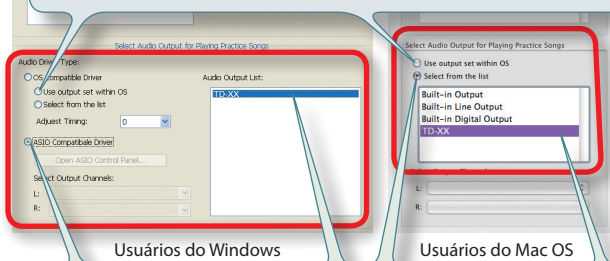 Select Audio Output for Playing Practice Songs
Audio Driver Type:
OS Compatible Driver
Use output set within OS
Select from the list
Adjuest Timing: 0
ASIO Compatibale Driver
Open ASIO Control Panel...
Select Output Channels:
L:
R:
Audio Output List:
TD-XX
Usuários do Windows
Select Audio Output for Playing Practice Songs
Use output set within OS
Select from the list
Built-in Output
Built-in Line Output
Built-in Digital Output
TD-XX
L:
R:
Usuários do Mac OS